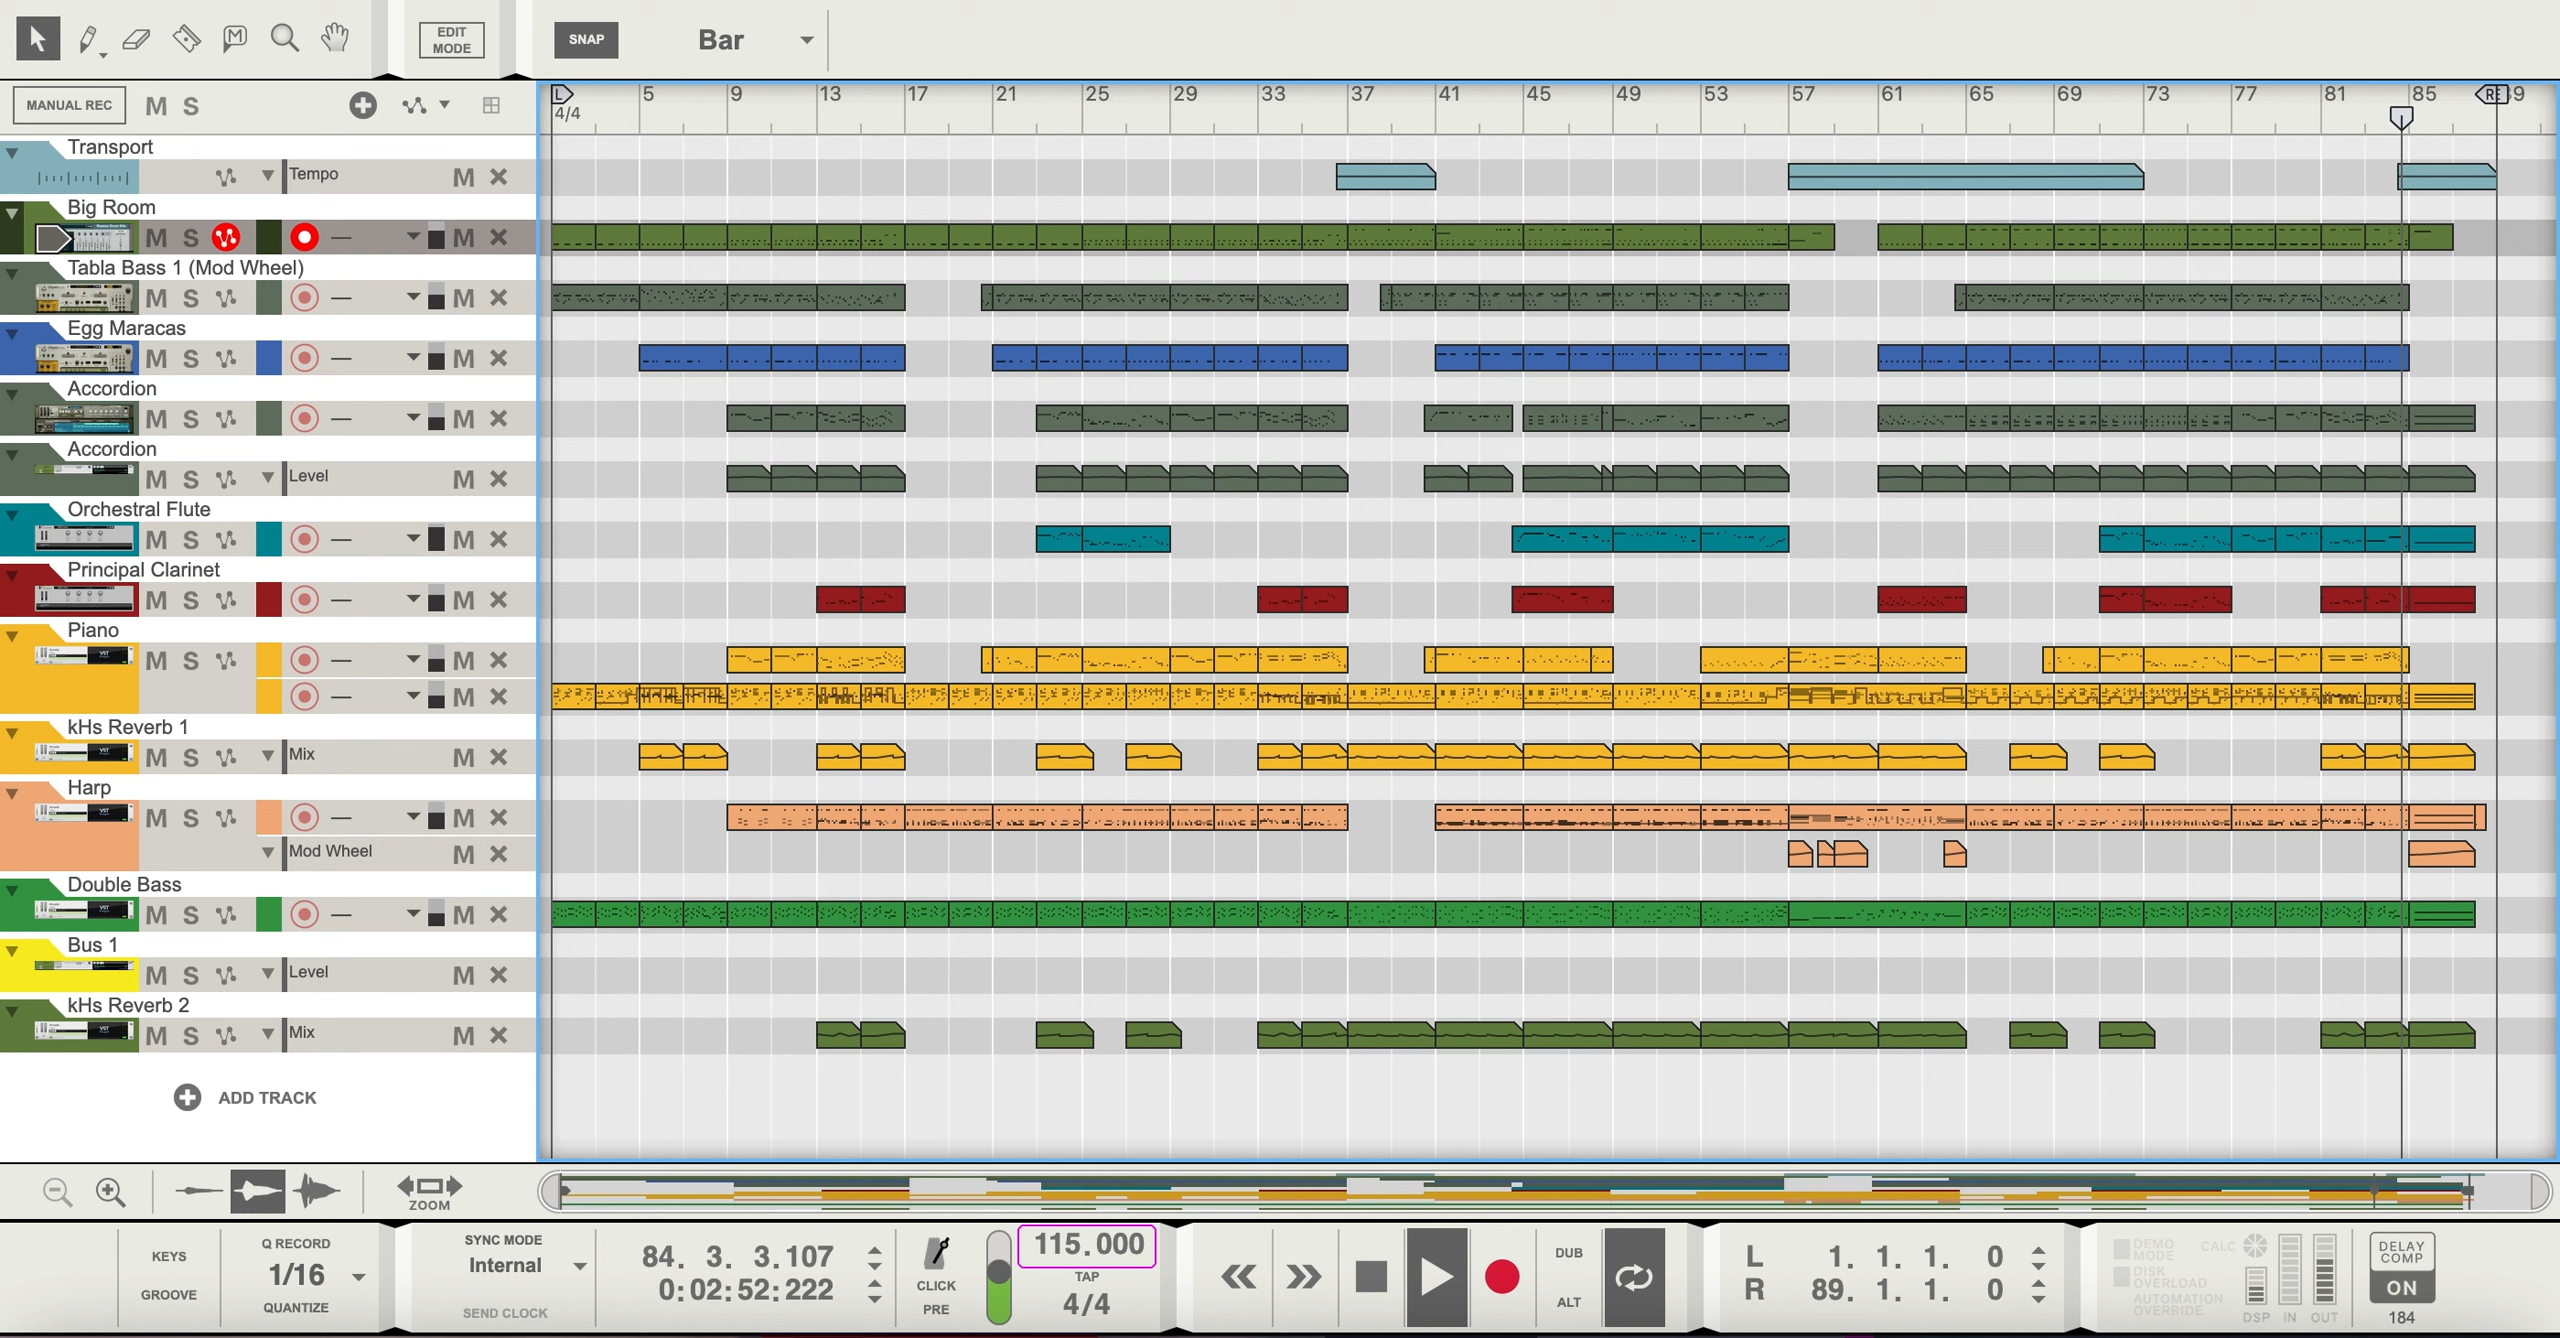 EDIT
MODE
SNAP
Bar
MANUAL REC
M S
L 5 9 13 17 21 25 29 33 37 41 45 49 53 57 61 65 69 73 77 81 85
4/4
Transport
Tempo M
Big Room
M S M
Tabla Bass 1 (Mod Wheel)
M S M
Egg Maracas
M S M
Accordion
M S M
Accordion
M S Level M
Orchestral Flute
M S M
Principal Clarinet
M S M
Piano
M S M
M
kHs Reverb 1
M S Mix M
Harp
M S M
Mod Wheel M
Double Bass
M S M
Bus 1
M S Level M
kHs Reverb 2
M S Mix M
ADD TRACK
ZOOM
KEYS
GROOVE
Q RECORD
1/16
QUANTIZE
SYNC MODE
Internal
SEND CLOCK
84. 3. 3.107
0:02:52:222
CLICK
PRE
115.000
TAP
4/4
DUB
ALT
L 1. 1. 1. 0
R 89. 1. 1. 0
DEMO
MODE
DISK
OVERLOAD
AUTOMATION
OVERRIDE
CALC
DSP IN OUT
DELAY
COMP
ON
184